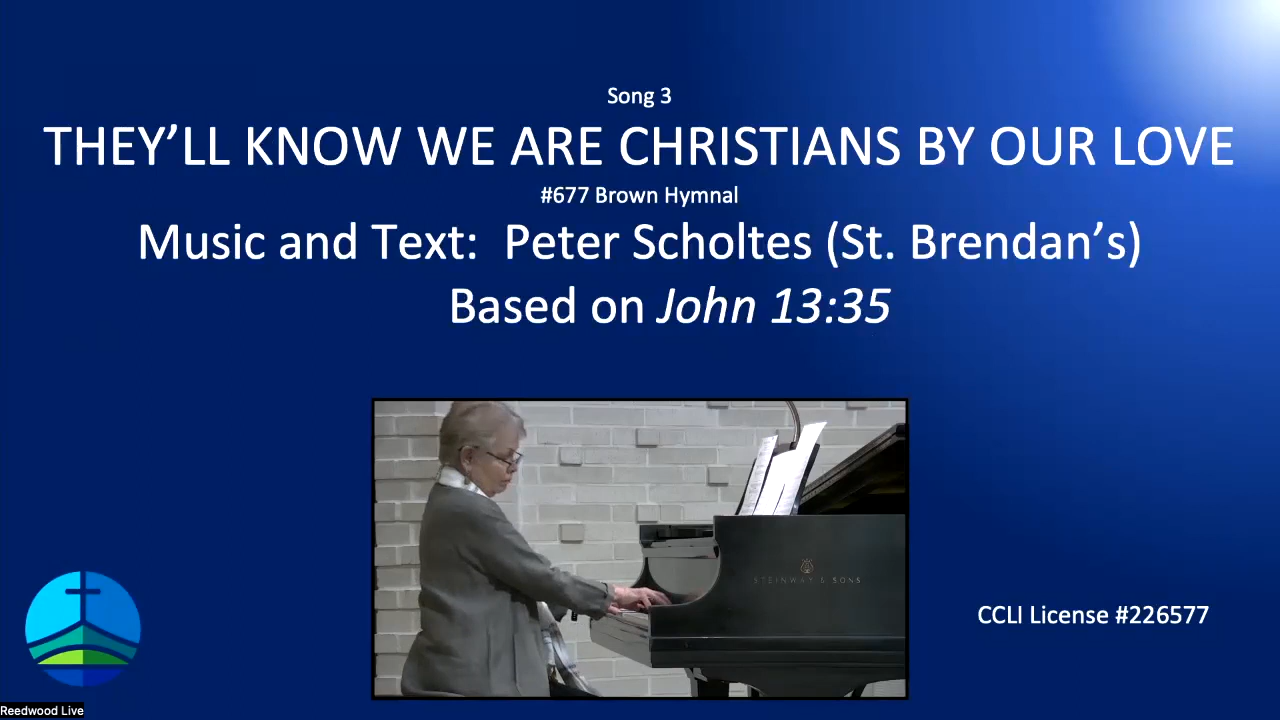 Song 3
THEY’LL KNOW WE ARE CHRISTIANS BY OUR LOVE
#677 Brown Hymnal
Music and Text:  Peter Scholtes (St. Brendan’s)
Based on John 13:35
STEINWAY & SONS
CCLI License #226577
Reedwood Live